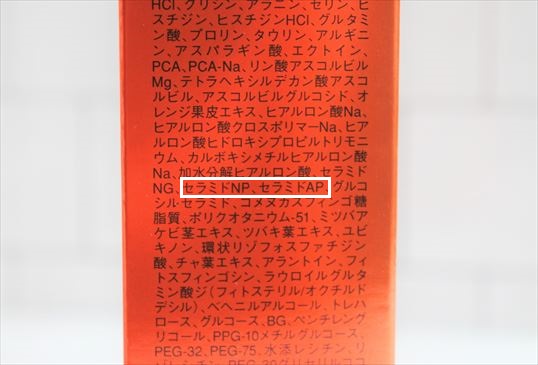 HCl、グリシン、アラニン、セリン、ヒ
スチジン、ヒスチジンHCl、グルタミ
ン酸、プロリン、タウリン、アルギニ
ン、アスパラギン酸、エクトイン、
PCA、PCA-Na、リン酸アスコルビル
Mg、テトラヘキシルデカン酸アスコ
ルビル、アスコルビルグルコシド、オ
レンジ果皮エキス、ヒアルロン酸Na、
ヒアルロン酸クロスポリマーNa、ヒア
ルロン酸ヒドロキシプロピルトリモニ
ウム、カルボキシメチルヒアルロン酸
Na、加水分解ヒアルロン酸、セラミド
NG、セラミドNP、セラミドAP、グルコ
シルセラミド、コメヌカスフィンゴ糖
脂質、ポリクオタニウム-51、ミツバア
ケビ茎エキス、ツバキ葉エキス、ユビ
キノン、環状リゾホスファチジン
酸、チャ葉エキス、アラントイン、フィ
トスフィンゴシン、ラウロイルグルタ
ミン酸ジ(フィトステリル/オクチルド
デシル)、ベヘニルアルコール、トレハ
ロース、グルコース、BG、ペンチレング
リコール、PPG-10メチルグルコース、
PEG-32、PEG-75、水添レシチン、リ
ゾレシチン、PEG-30グリセリルココ